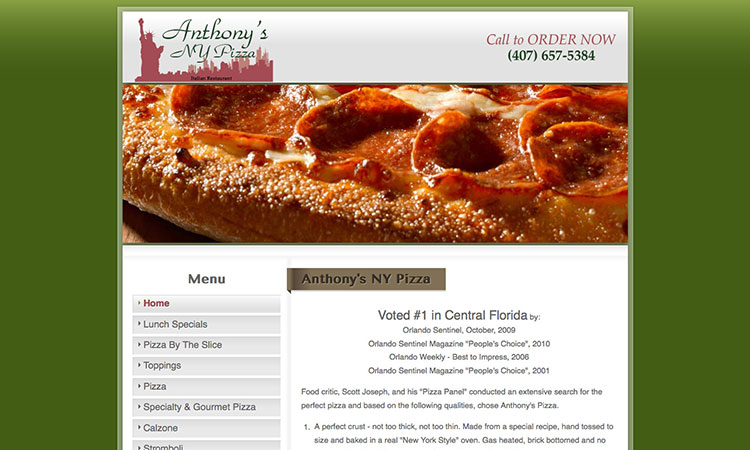 Anthony's
NY Pizza
Italian Restaurant
Call to ORDER NOW
(407) 657-5384
Menu
Home
Lunch Specials
Pizza By The Slice
Toppings
Pizza
Specialty & Gourmet Pizza
Calzone
Stromboli
Anthony's NY Pizza
Voted #1 in Central Florida by:
Orlando Sentinel, October, 2009
Orlando Sentinel Magazine "People's Choice", 2010
Orlando Weekly - Best to Impress, 2006
Orlando Sentinel Magazine "People's Choice", 2001
Food critic, Scott Joseph, and his "Pizza Panel" conducted an extensive search for the
perfect pizza and based on the following qualities, chose Anthony's Pizza.
1. A perfect crust - not too thick, not too thin. Made from a special recipe, hand tossed to
size and baked in a real "New York Style" oven. Gas heated, brick bottomed and no